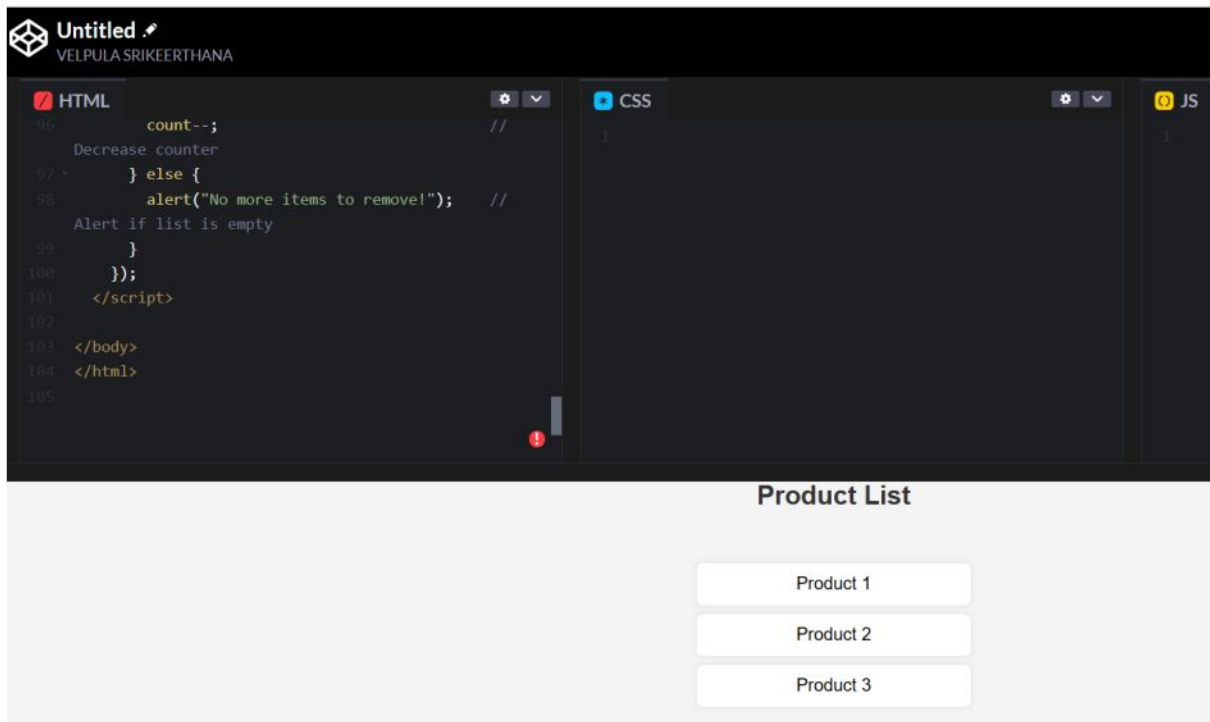 Untitled
VELPULA SRIKEERTHANA
HTML
CSS
JS
96 count--; //
Decrease counter
97 } else {
98 alert("No more items to remove!"); //
Alert if list is empty
99 }
100 });
101 </script>
102
103 </body>
104 </html>
105
1
1
Product List
Product 1
Product 2
Product 3